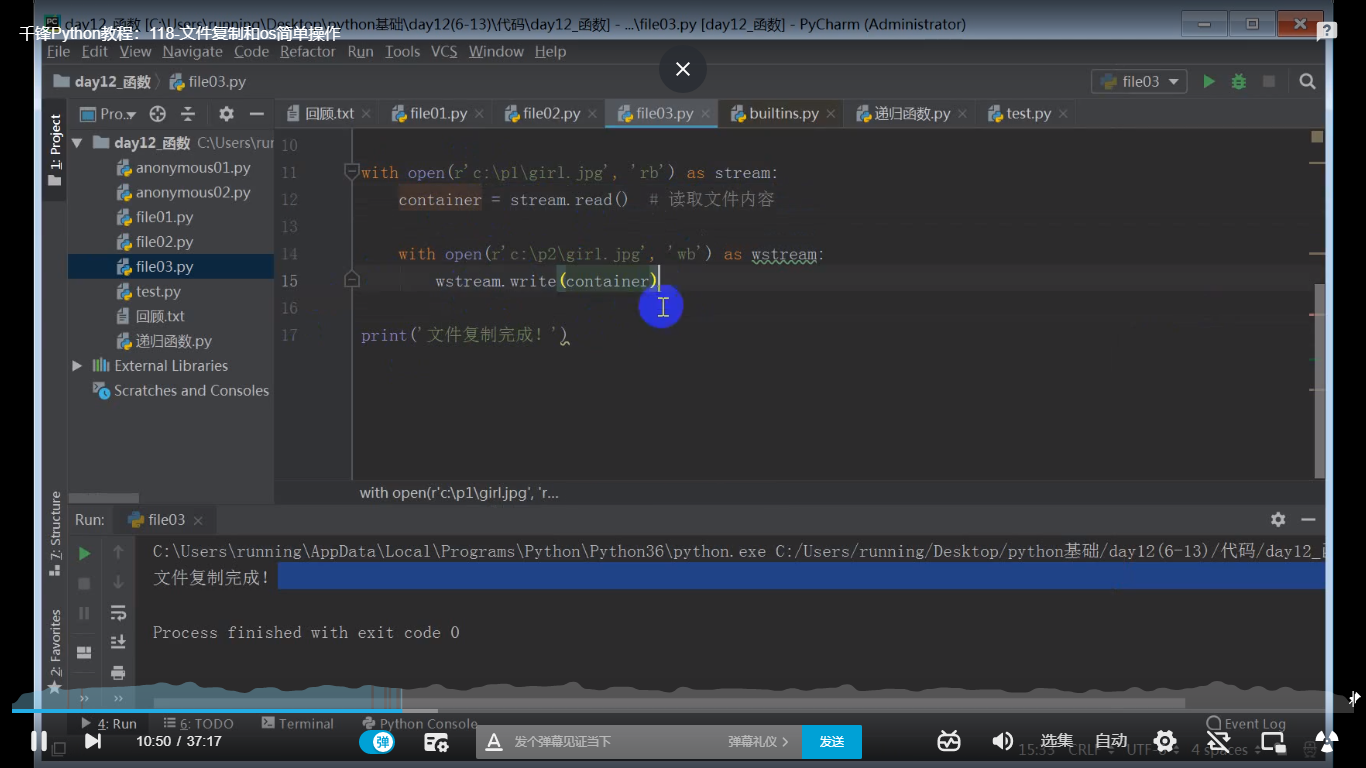 day12_函数 [C:\Users\running\Desktop\python基础\day12(6-13)\代码\day12_函数] - ...\file03.py [day12_函数] - PyCharm (Administrator)
千锋Python教程：118-文件复制和os简单操作
File Edit View Navigate Code Refactor Run Tools VCS Window Help
day12_函数 file03.py
file03
Pro...
回顾.txt file01.py file02.py file03.py builtins.py 递归函数.py test.py
1: Project
day12_函数 C:\Users\rur
anonymous01.py
anonymous02.py
file01.py
file02.py
file03.py
test.py
回顾.txt
递归函数.py
External Libraries
Scratches and Consoles
10
11 with open(r'c:\p1\girl.jpg', 'rb') as stream:
12 container = stream.read() # 读取文件内容
13
14 with open(r'c:\p2\girl.jpg', 'wb') as wstream:
15 wstream.write(container)
16
17 print('文件复制完成！')
with open(r'c:\p1\girl.jpg', 'r...
7: Structure
2: Favorites
Run: file03
C:\Users\running\AppData\Local\Programs\Python\Python36\python.exe C:/Users/running/Desktop/python基础/day12(6-13)/代码/day12_
文件复制完成！
Process finished with exit code 0
4: Run 6: TODO Terminal Python Console Event Log
10:50 / 37:17 弹 发个弹幕见证当下 弹幕礼仪 > 发送 选集 自动
15:33 CRLF UTF-8 4 spaces